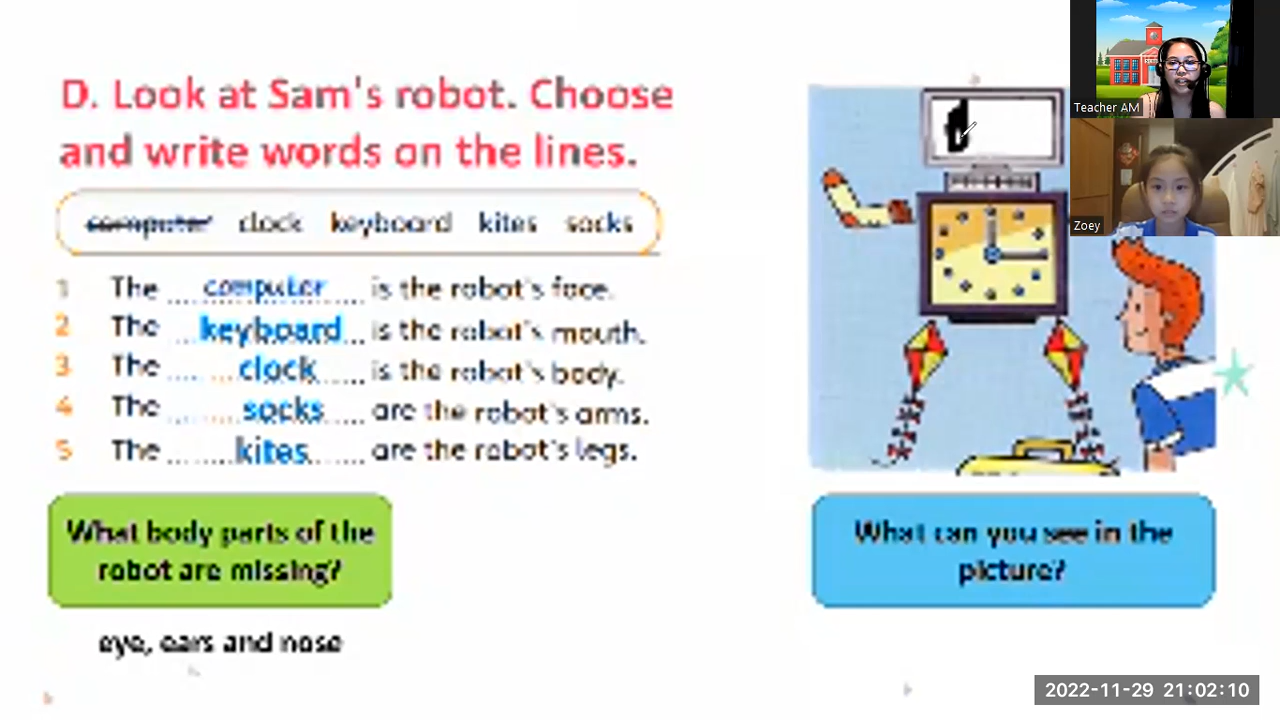 D. Look at Sam's robot. Choose
and write words on the lines.
computer clock keyboard kites socks
1 The computer is the robot's face.
2 The keyboard is the robot's mouth.
3 The clock is the robot's body.
4 The socks are the robot's arms.
5 The kites are the robot's legs.
What body parts of the
robot are missing?
eye, ears and nose
What can you see in the
picture?
Teacher AM
Zoey
2022-11-29 21:02:10